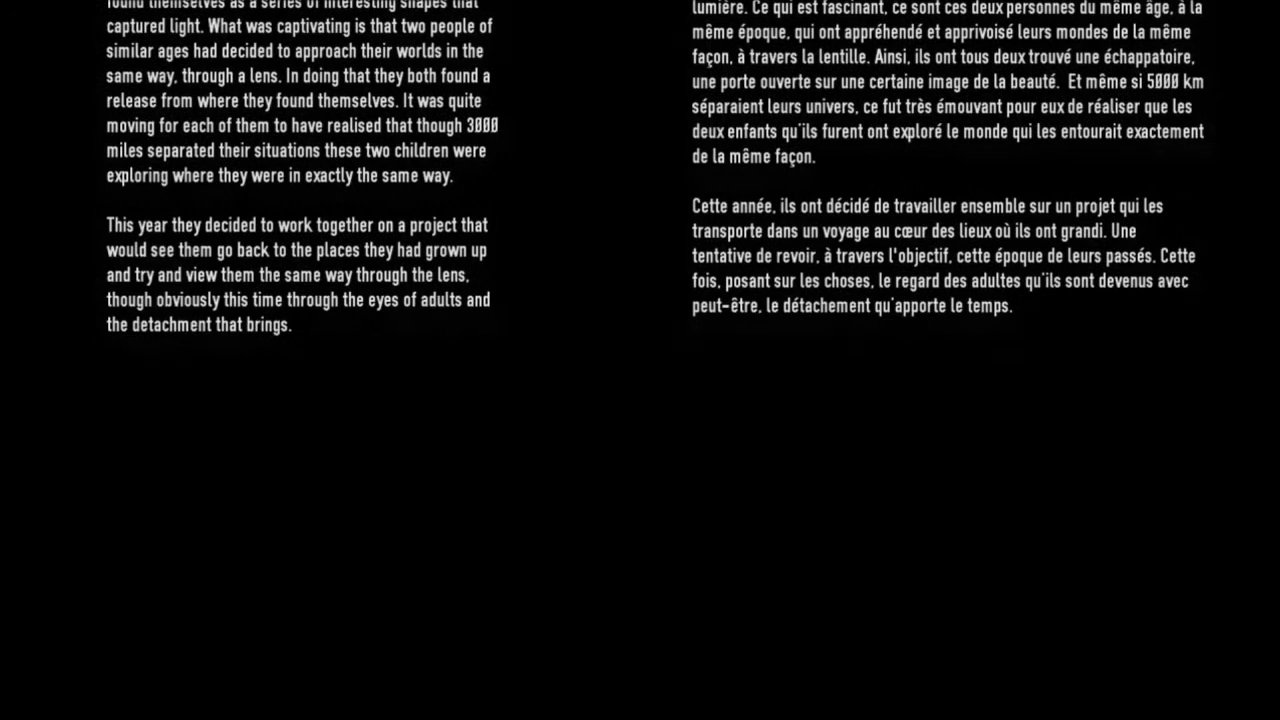 found themselves as a series of interesting shapes that
captured light. What was captivating is that two people of
similar ages had decided to approach their worlds in the
same way, through a lens. In doing that they both found a
release from where they found themselves. It was quite
moving for each of them to have realised that though 3000
miles separated their situations these two children were
exploring where they were in exactly the same way.
This year they decided to work together on a project that
would see them go back to the places they had grown up
and try and view them the same way through the lens,
though obviously this time through the eyes of adults and
the detachment that brings.
lumière. Ce qui est fascinant, ce sont ces deux personnes du même âge, à la
même époque, qui ont appréhendé et apprivoisé leurs mondes de la même
façon, à travers la lentille. Ainsi, ils ont tous deux trouvé une échappatoire,
une porte ouverte sur une certaine image de la beauté. Et même si 5000 km
séparaient leurs univers, ce fut très émouvant pour eux de réaliser que les
deux enfants qu'ils furent ont exploré le monde qui les entourait exactement
de la même façon.
Cette année, ils ont décidé de travailler ensemble sur un projet qui les
transporte dans un voyage au cœur des lieux où ils ont grandi. Une
tentative de revoir, à travers l'objectif, cette époque de leurs passés. Cette
fois, posant sur les choses, le regard des adultes qu'ils sont devenus avec
peut-être, le détachement qu'apporte le temps.